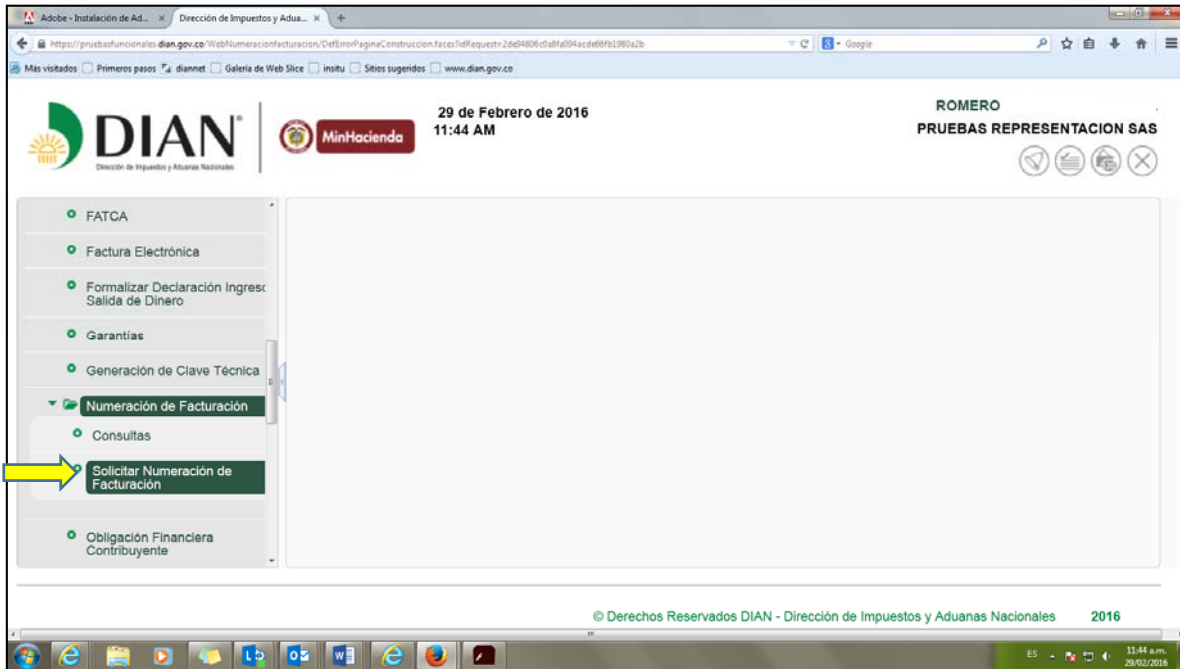 Adobe - Instalación de Ad...
Dirección de Impuestos y Adua...
https://pruebasfuncionales.dian.gov.co/WebNumeracionfacturacion/DefErrorPaginaConstruccion.faces?idRequest=
Google
Más visitados
Primeros pasos
diannet
Galería de Web Slice
insitu
Sitios sugeridos
www.dian.gov.co
DIAN
Dirección de Impuestos y Aduanas Nacionales
MinHacienda
29 de Febrero de 2016
11:44 AM
ROMERO
PRUEBAS REPRESENTACION SAS
FATCA
Factura Electrónica
Formalizar Declaración Ingreso
Salida de Dinero
Garantías
Generación de Clave Técnica
Numeración de Facturación
Consultas
Solicitar Numeración de
Facturación
Obligación Financiera
Contribuyente
© Derechos Reservados DIAN - Dirección de Impuestos y Aduanas Nacionales 2016
ES
11:44 a.m.
29/02/2016